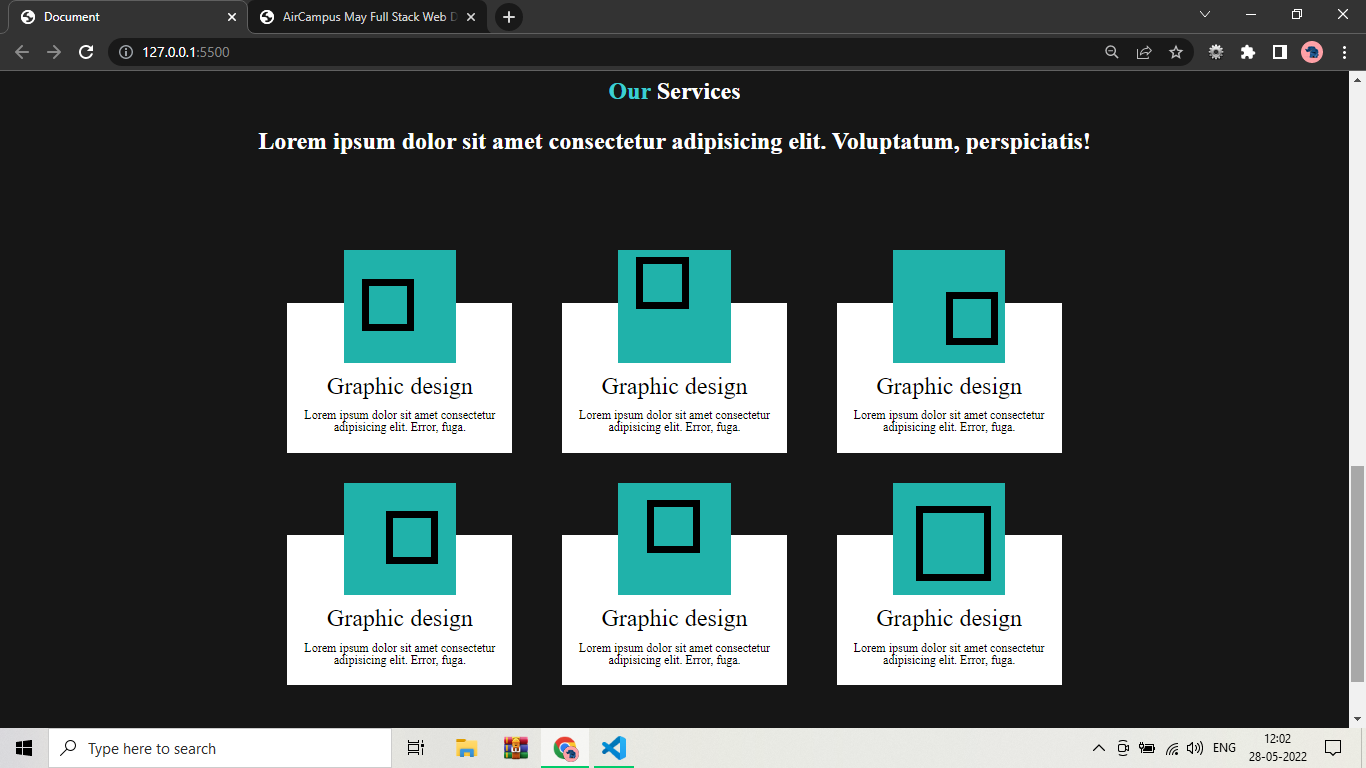 Document
AirCampus May Full Stack Web D
127.0.0.1:5500
Our Services
Lorem ipsum dolor sit amet consectetur adipisicing elit. Voluptatum, perspiciatis!
Graphic design
Lorem ipsum dolor sit amet consectetur
adipisicing elit. Error, fuga.
Graphic design
Lorem ipsum dolor sit amet consectetur
adipisicing elit. Error, fuga.
Graphic design
Lorem ipsum dolor sit amet consectetur
adipisicing elit. Error, fuga.
Graphic design
Lorem ipsum dolor sit amet consectetur
adipisicing elit. Error, fuga.
Graphic design
Lorem ipsum dolor sit amet consectetur
adipisicing elit. Error, fuga.
Graphic design
Lorem ipsum dolor sit amet consectetur
adipisicing elit. Error, fuga.
Type here to search
ENG
12:02
28-05-2022